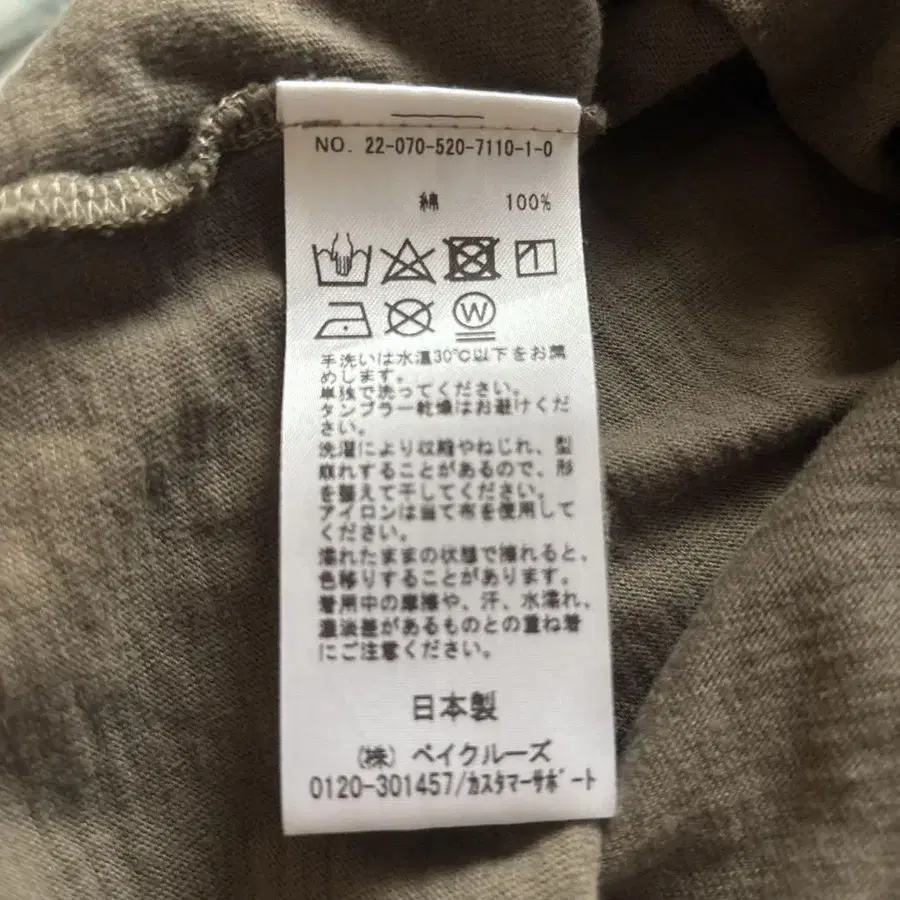 NO. 22-070-520-7110-1-0
綿 100%
W
手洗いは水温30℃以下をお薦
めします。
単独で洗ってください。
タンブラー乾燥はお避けくだ
さい。
洗濯により収縮やねじれ、型
崩れすることがあるので、形
を整えて干してください。
アイロンは当て布を使用して
ください。
濡れたままの状態で擦れると、
色移りすることがあります。
着用中の摩擦や、汗、水濡れ、
濃淡差があるものとの重ね着
にご注意ください。
日本製
(株) ベイクルーズ
0120-301457/カスタマーサポート